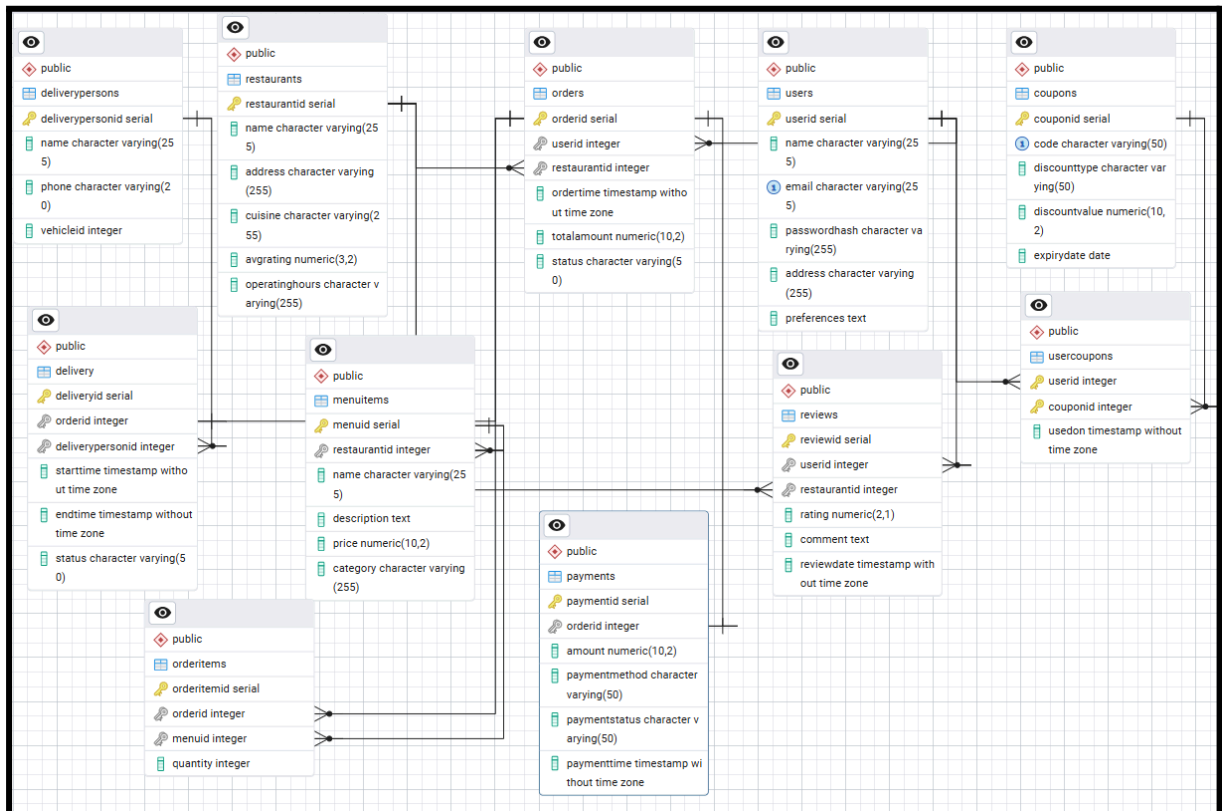 public
deliverypersons
deliverypersonid serial
name character varying(25
5)
phone character varying(2
0)
vehicleid integer
public
restaurants
restaurantid serial
name character varying(25
5)
address character varying
(255)
cuisine character varying(2
55)
avgrating numeric(3,2)
operatinghours character v
arying(255)
public
orders
orderid serial
userid integer
restaurantid integer
ordertime timestamp witho
ut time zone
totalamount numeric(10,2)
status character varying(5
0)
public
users
userid serial
name character varying(25
5)
1
email character varying(25
5)
passwordhash character va
rying(255)
address character varying
(255)
preferences text
public
coupons
couponid serial
1
code character varying(50)
discounttype character var
ying(50)
discountvalue numeric(10,
2)
expirydate date
public
delivery
deliveryid serial
orderid integer
deliverypersonid integer
starttime timestamp witho
ut time zone
endtime timestamp without
time zone
status character varying(5
0)
public
menuitems
menuid serial
restaurantid integer
name character varying(25
5)
description text
price numeric(10,2)
category character varying
(255)
public
reviews
reviewid serial
userid integer
restaurantid integer
rating numeric(2,1)
comment text
reviewdate timestamp with
out time zone
public
usercoupons
userid integer
couponid integer
usedon timestamp without
time zone
public
payments
paymentid serial
orderid integer
amount numeric(10,2)
paymentmethod character
varying(50)
paymentstatus character v
arying(50)
paymenttime timestamp wi
thout time zone
public
orderitems
orderitemid serial
orderid integer
menuid integer
quantity integer